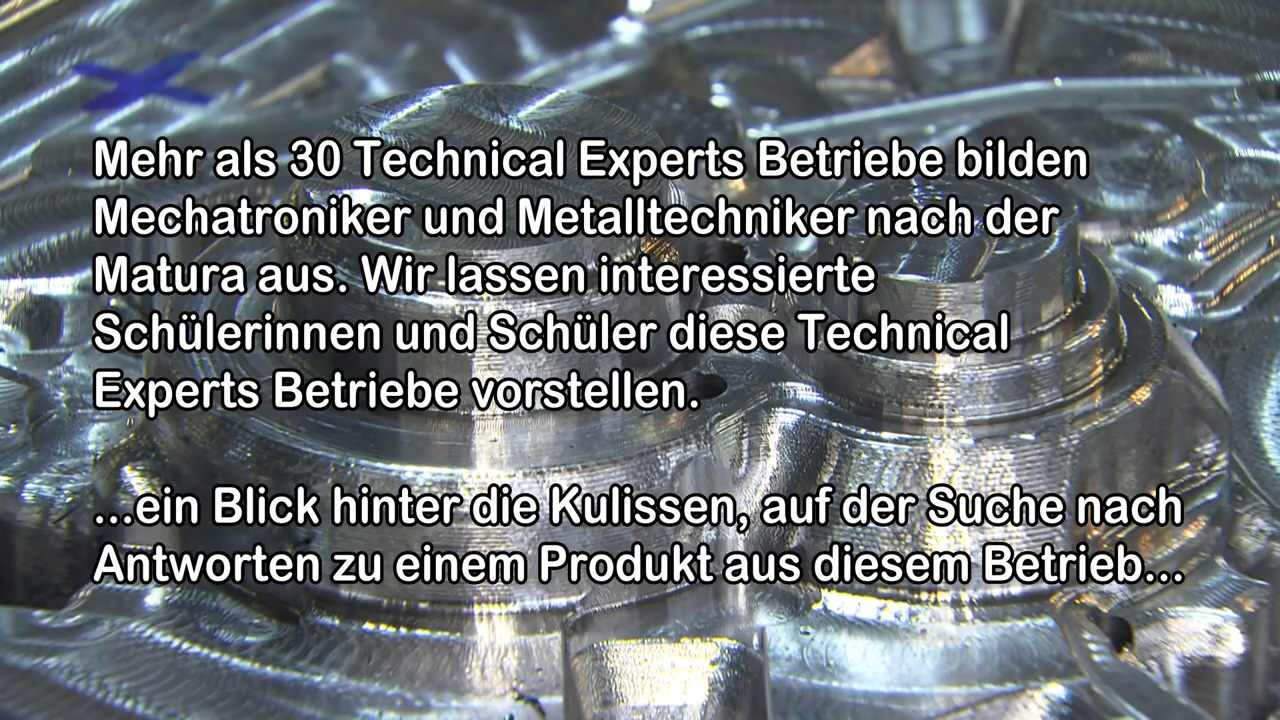 Mehr als 30 Technical Experts Betriebe bilden
Mechatroniker und Metalltechniker nach der
Matura aus. Wir lassen interessierte
Schülerinnen und Schüler diese Technical
Experts Betriebe vorstellen.
...ein Blick hinter die Kulissen, auf der Suche nach
Antworten zu einem Produkt aus diesem Betrieb...